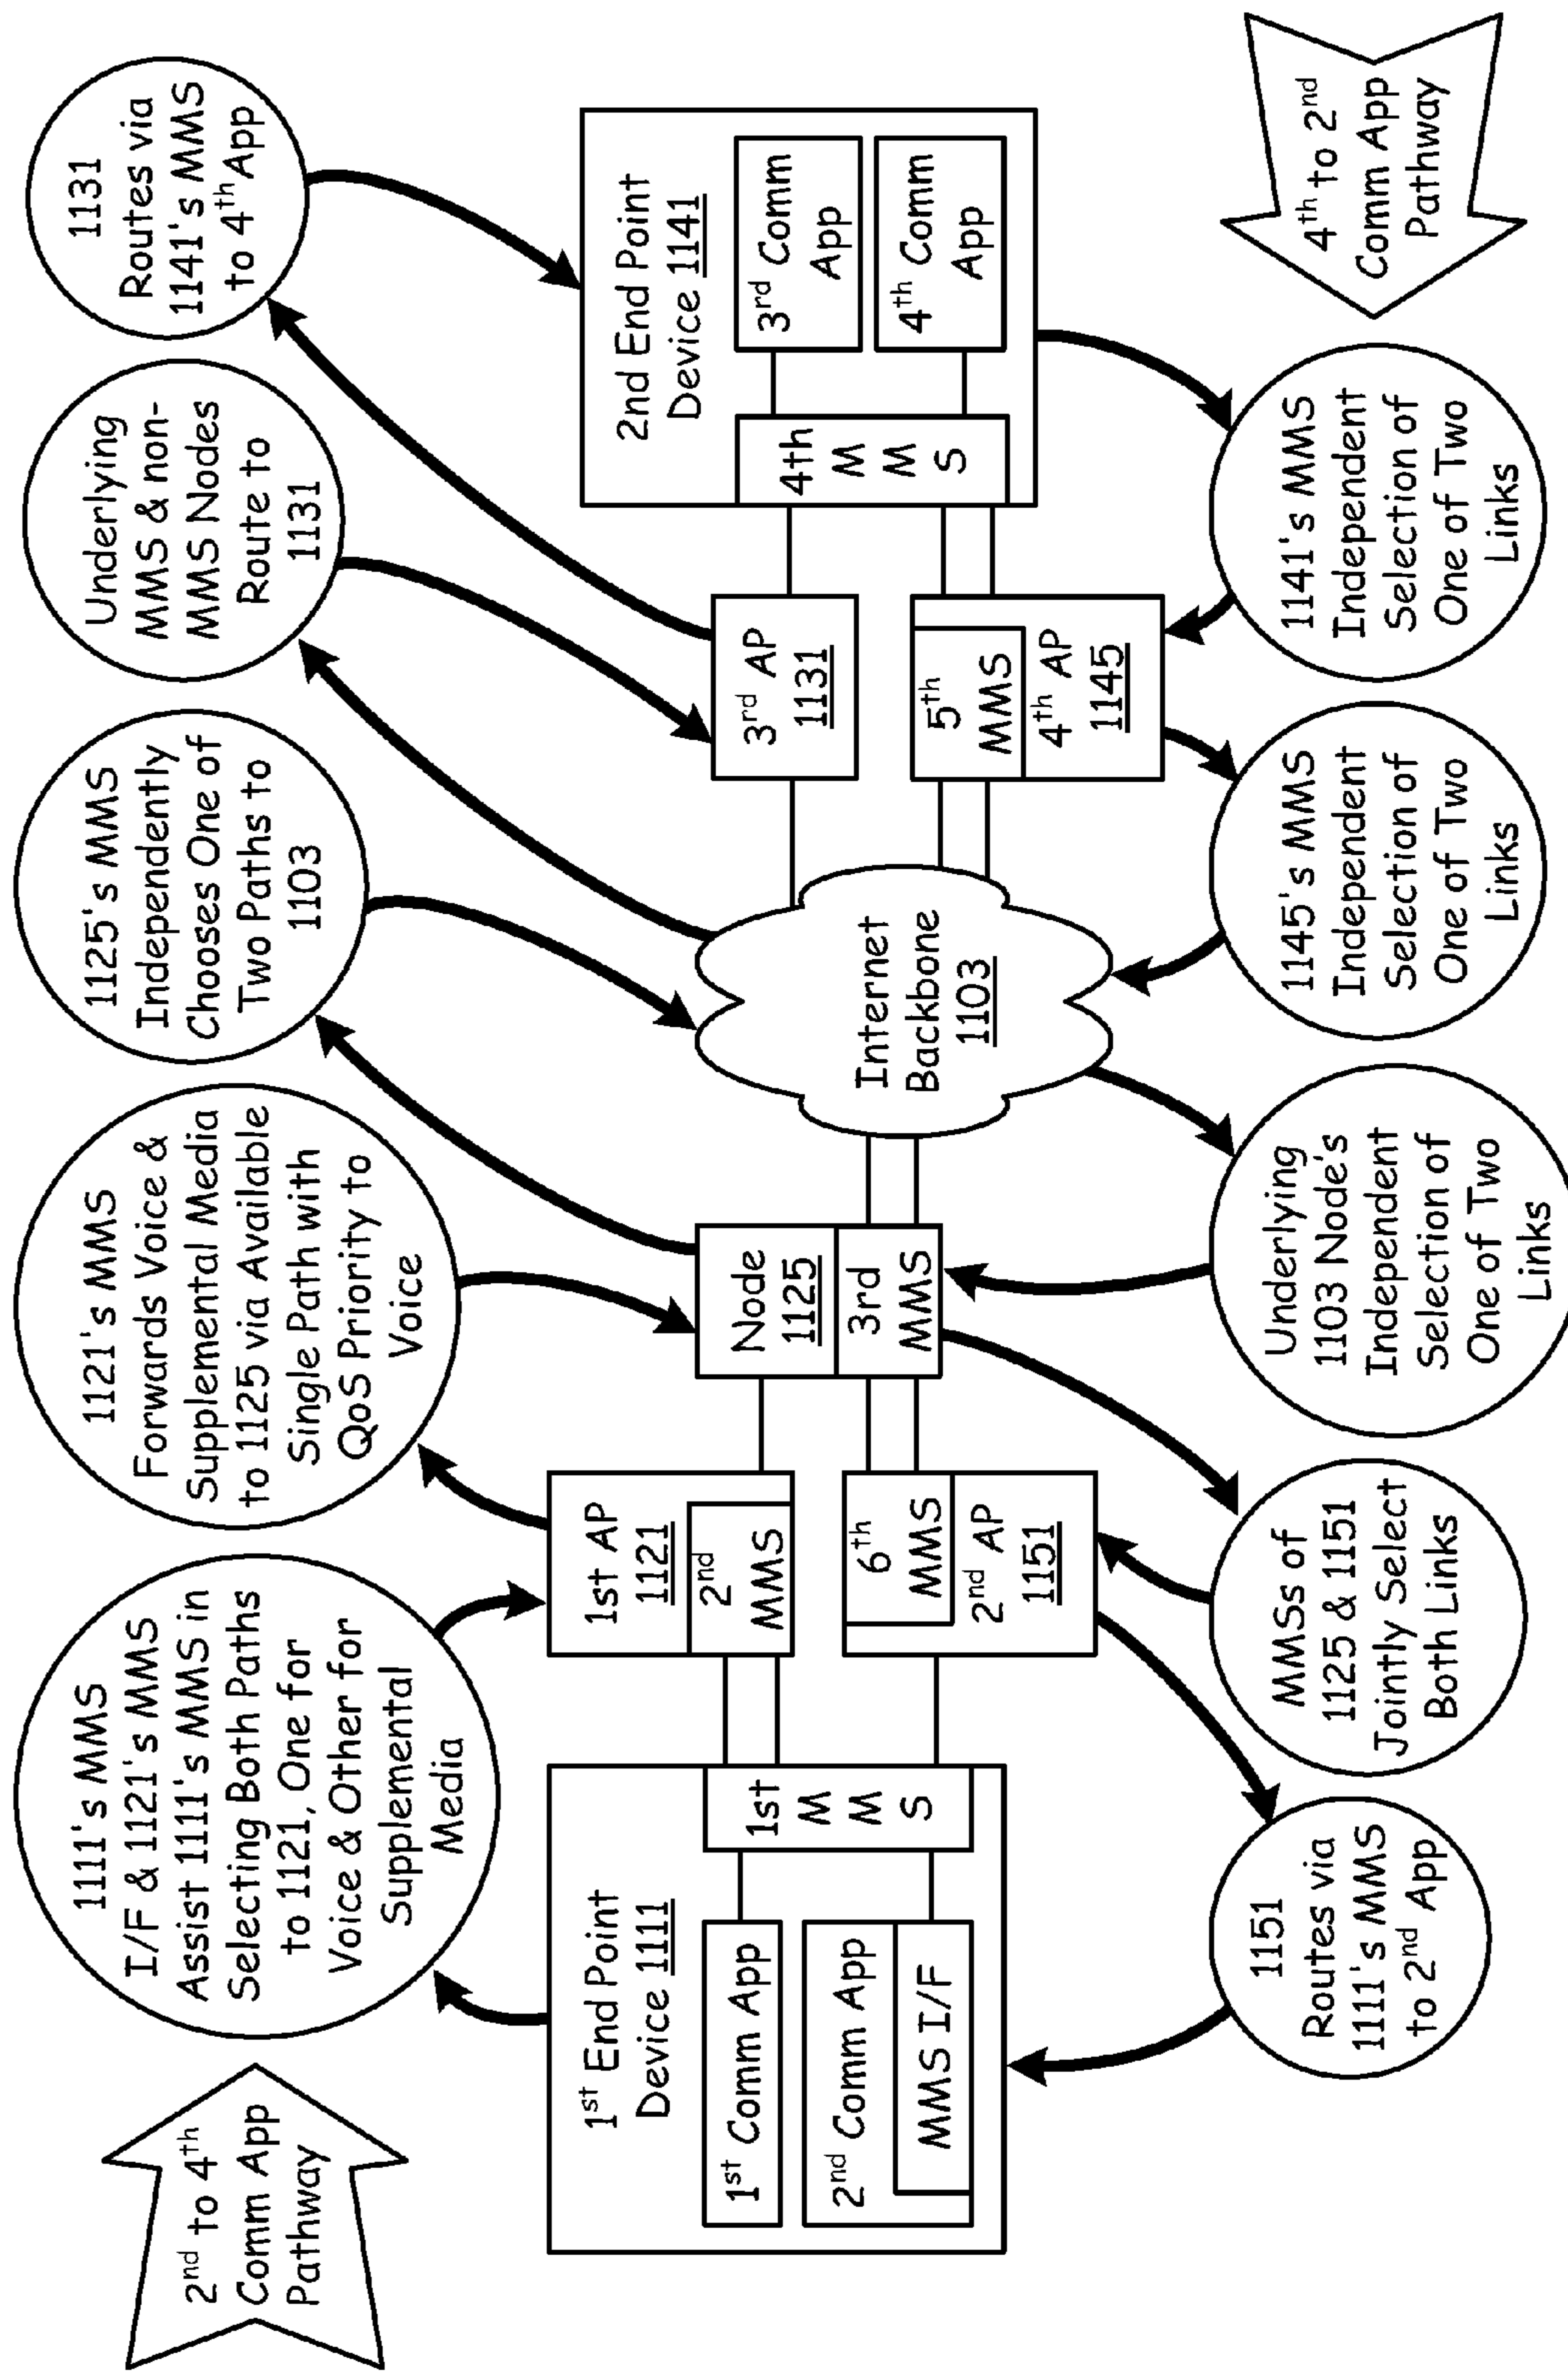 2nd to 4th
Comm App
Pathway
1111's MMS
I/F & 1121's MMS
Assist 1111's MMS in
Selecting Both Paths
to 1121, One for
Voice & Other for
Supplemental
Media
1121's MMS
Forwards Voice &
Supplemental Media
to 1125 via Available
Single Path with
QoS Priority to
Voice
1125's MMS
Independently
Chooses One of
Two Paths to
1103
Underlying
MMS & non-
MMS Nodes
Route to
1131
1131
Routes via
1141's MMS
to 4th App
1st End Point
Device 1111
1st Comm App
2nd Comm App
MMS I/F
1st
M
M
S
1st AP
1121
2nd
MMS
6th
MMS
2nd AP
1151
Node
1125
3rd
MMS
Internet
Backbone
1103
3rd AP
1131
5th
MMS
4th AP
1145
2nd End Point
Device 1141
4th
M
M
S
3rd Comm
App
4th Comm
App
1151
Routes via
1111's MMS
to 2nd App
MMSs of
1125 & 1151
Jointly Select
Both Links
Underlying
1103 Node's
Independent
Selection of
One of Two
Links
1145's MMS
Independent
Selection of
One of Two
Links
1141's MMS
Independent
Selection of
One of Two
Links
4th to 2nd
Comm App
Pathway